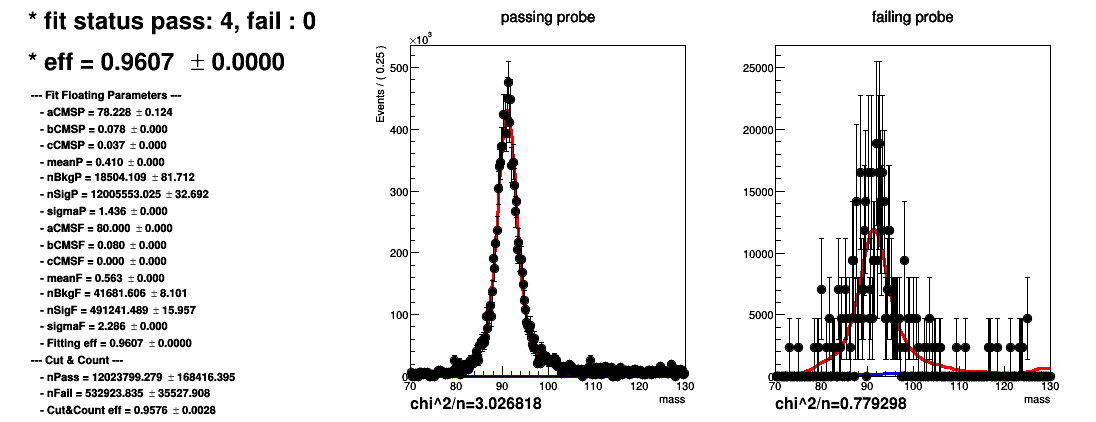 * fit status pass: 4, fail : 0
* eff = 0.9607 ± 0.0000
--- Fit Floating Parameters ---
- aCMSP = 78.228 ± 0.124
- bCMSP = 0.078 ± 0.000
- cCMSP = 0.037 ± 0.000
- meanP = 0.410 ± 0.000
- nBkgP = 18504.109 ± 81.712
- nSigP = 12005553.025 ± 32.692
- sigmaP = 1.436 ± 0.000
- aCMSF = 80.000 ± 0.000
- bCMSF = 0.080 ± 0.000
- cCMSF = 0.000 ± 0.000
- meanF = 0.563 ± 0.000
- nBkgF = 41681.606 ± 8.101
- nSigF = 491241.489 ± 15.957
- sigmaF = 2.286 ± 0.000
- Fitting eff = 0.9607 ± 0.0000
--- Cut & Count ---
- nPass = 12023799.279 ± 168416.395
- nFail = 532923.835 ± 35527.908
- Cut&Count eff = 0.9576 ± 0.0028
passing probe
×10³
Events / ( 0.25 )
500
400
300
200
100
0
70 80 90 100 110 120 130
mass
chi^2/n=3.026818
failing probe
25000
20000
15000
10000
5000
0
70 80 90 100 110 120 130
mass
chi^2/n=0.779298